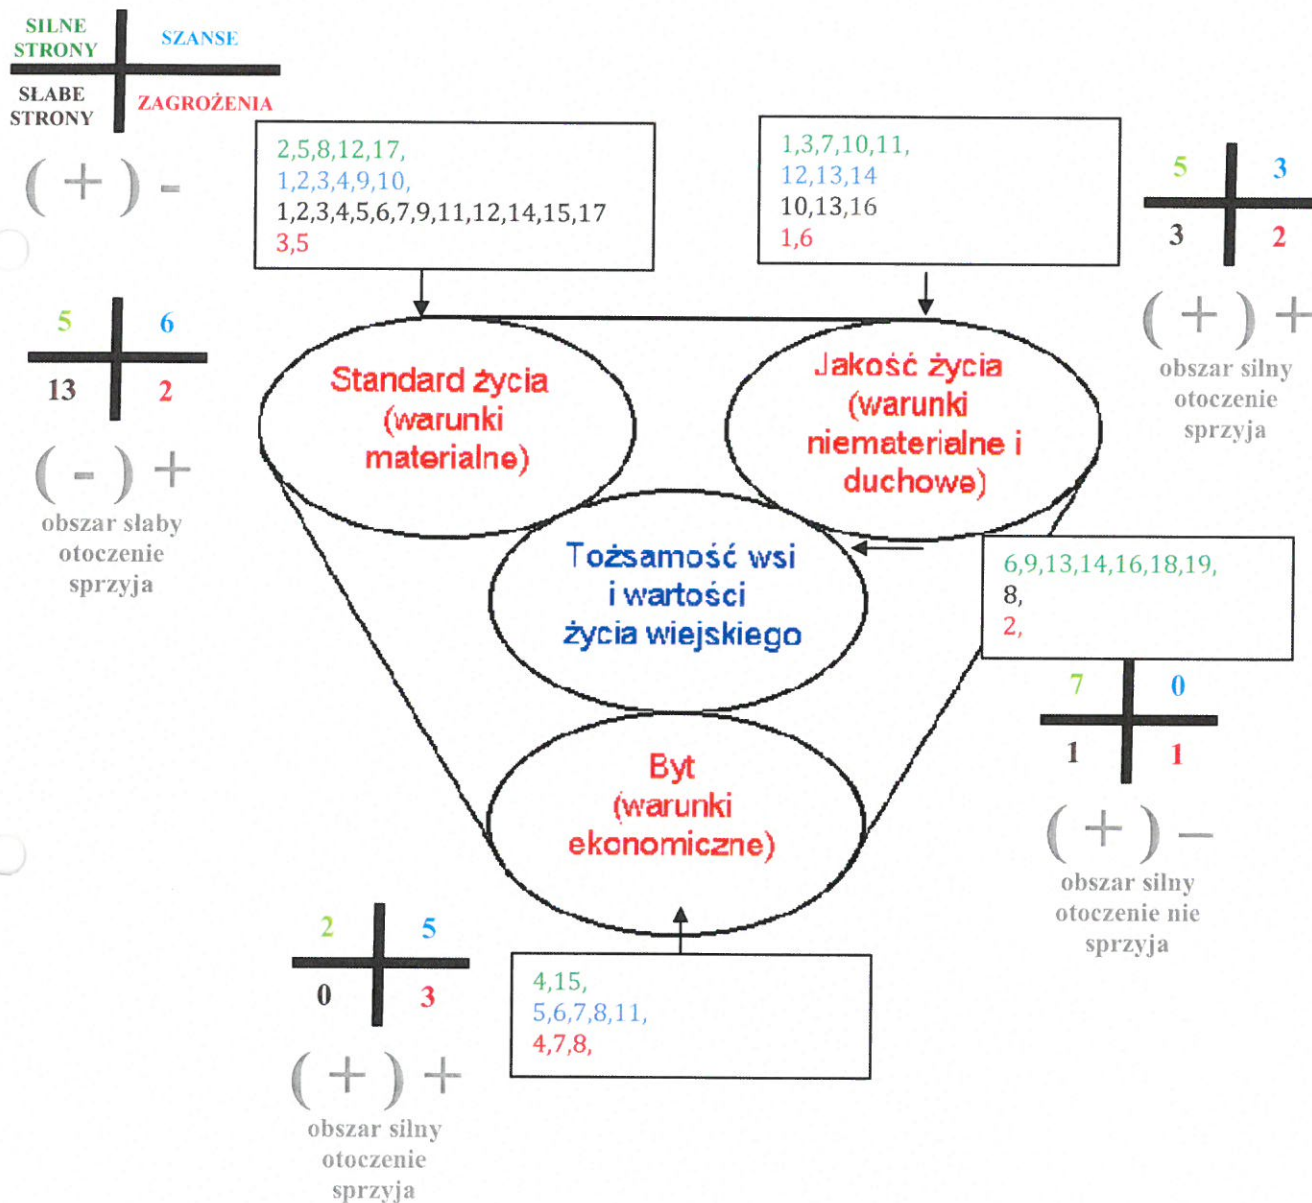 SILNE
STRONY
SZANSE
SŁABE
STRONY
ZAGROŻENIA
( + ) -
2,5,8,12,17,
1,2,3,4,9,10,
1,2,3,4,5,6,7,9,11,12,14,15,17
3,5
1,3,7,10,11,
12,13,14
10,13,16
1,6
5 3
3 2
( + ) +
obszar silny
otoczenie
sprzyja
5 6
13 2
( - ) +
obszar słaby
otoczenie
sprzyja
Standard życia
(warunki
materialne)
Jakość życia
(warunki
niematerialne i
duchowe)
Tożsamość wsi
i wartości
życia wiejskiego
6,9,13,14,16,18,19,
8,
2,
7 0
1 1
( + ) –
obszar silny
otoczenie nie
sprzyja
Byt
(warunki
ekonomiczne)
2 5
0 3
( + ) +
obszar silny
otoczenie
sprzyja
4,15,
5,6,7,8,11,
4,7,8,